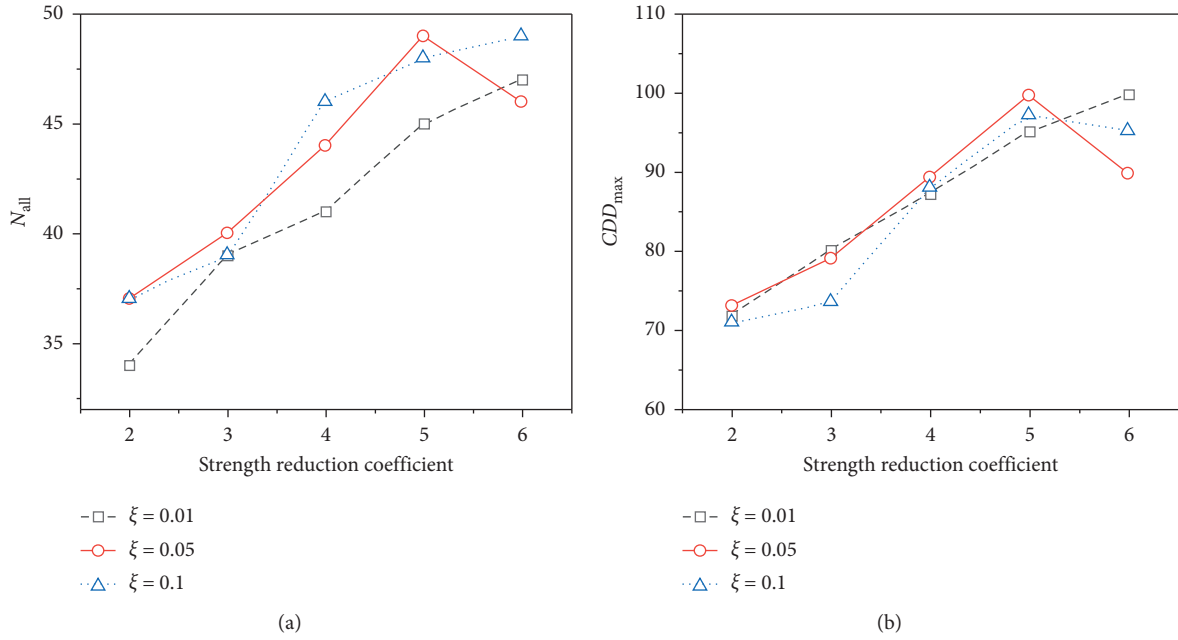 50
45
40
35
N_all
2 3 4 5 6
Strength reduction coefficient
ξ = 0.01
ξ = 0.05
ξ = 0.1
(a)
110
100
90
80
70
60
CDD_max
2 3 4 5 6
Strength reduction coefficient
ξ = 0.01
ξ = 0.05
ξ = 0.1
(b)